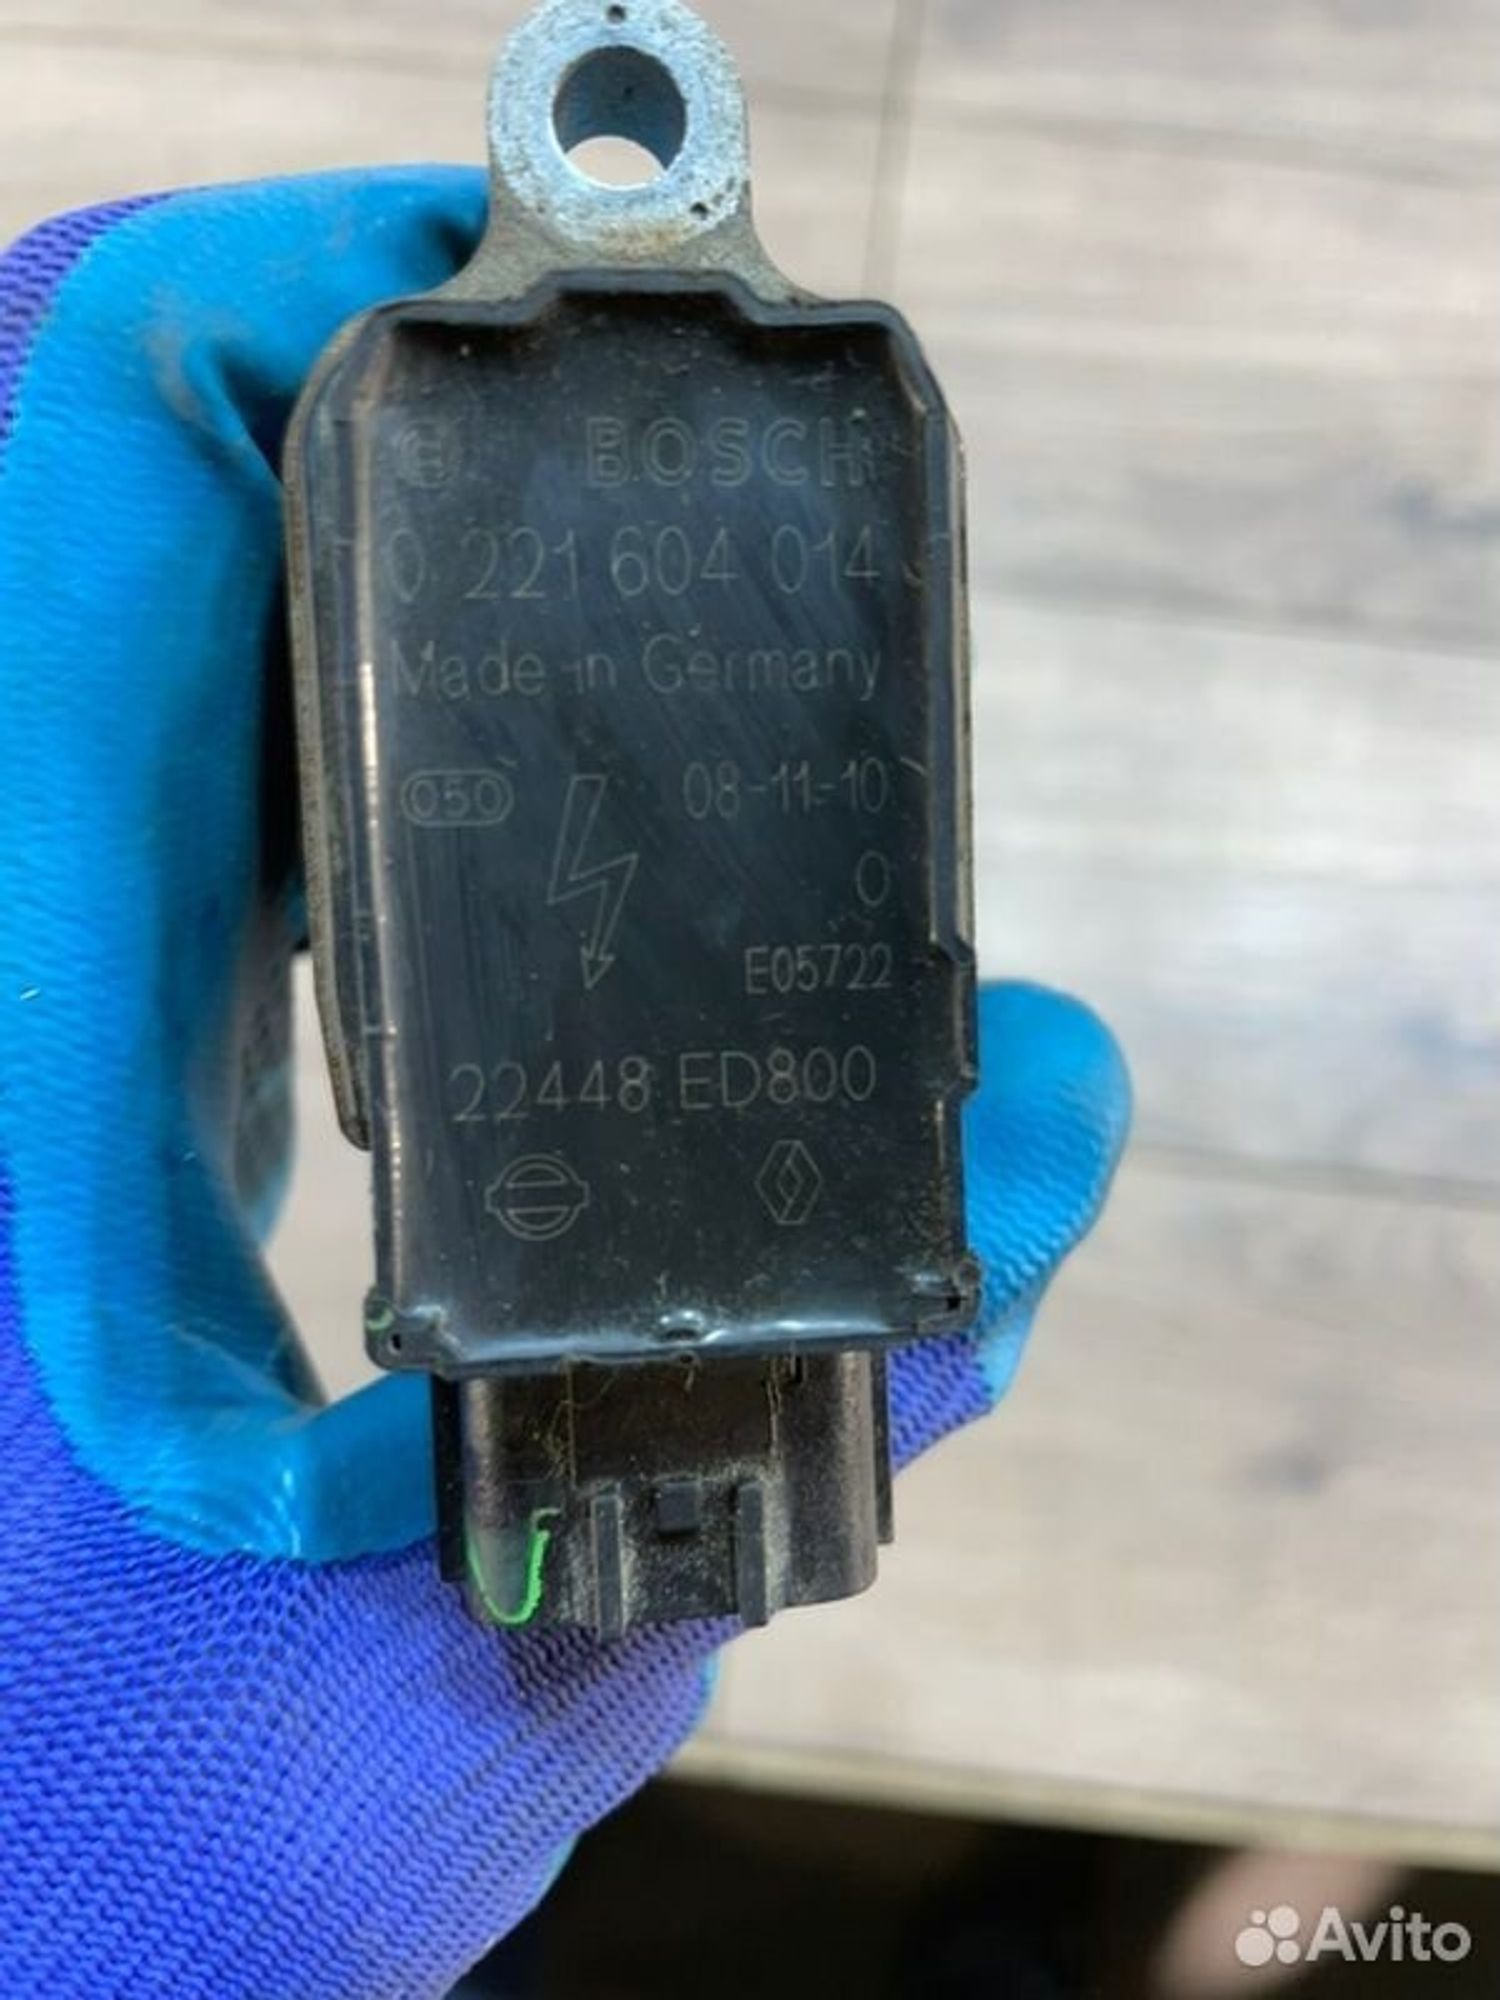 BOSCH
0 221 604 014
Made in Germany
050 08-11-10
0
E05722
22448 ED800
Avito